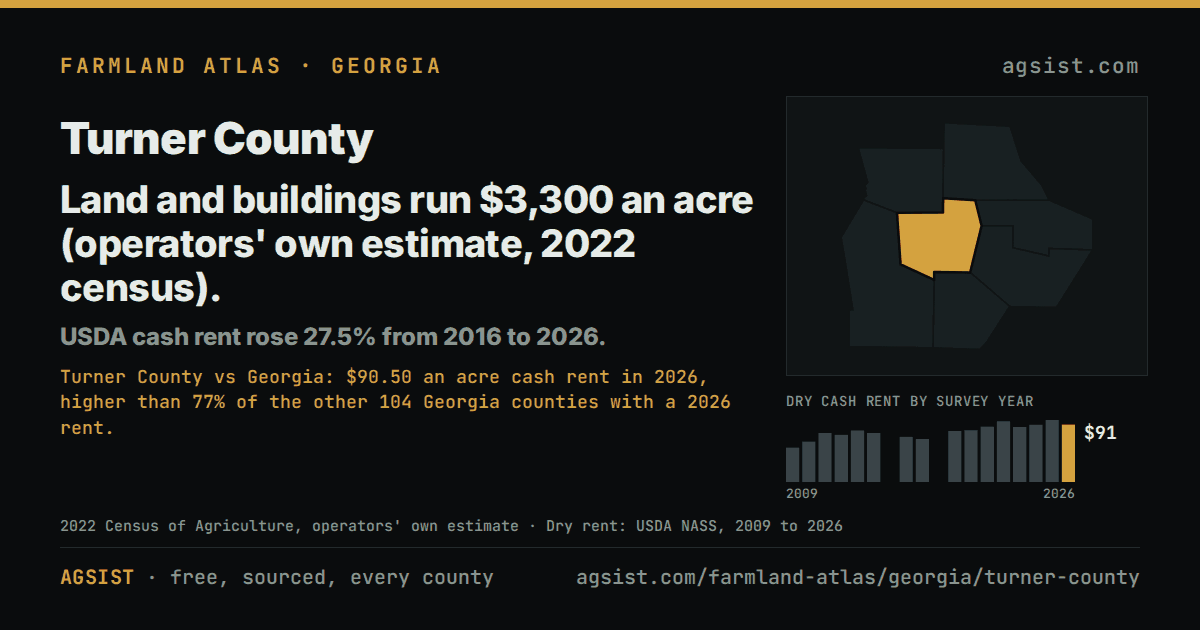 FARMLAND ATLAS · GEORGIA
agsist.com
Turner County
Land and buildings run $3,300 an acre
(operators' own estimate, 2022
census).
USDA cash rent rose 27.5% from 2016 to 2026.
Turner County vs Georgia: $90.50 an acre cash rent in 2026,
higher than 77% of the other 104 Georgia counties with a 2026
rent.
DRY CASH RENT BY SURVEY YEAR
$91
2009
2026
2022 Census of Agriculture, operators' own estimate · Dry rent: USDA NASS, 2009 to 2026
AGSIST · free, sourced, every county
agsist.com/farmland-atlas/georgia/turner-county